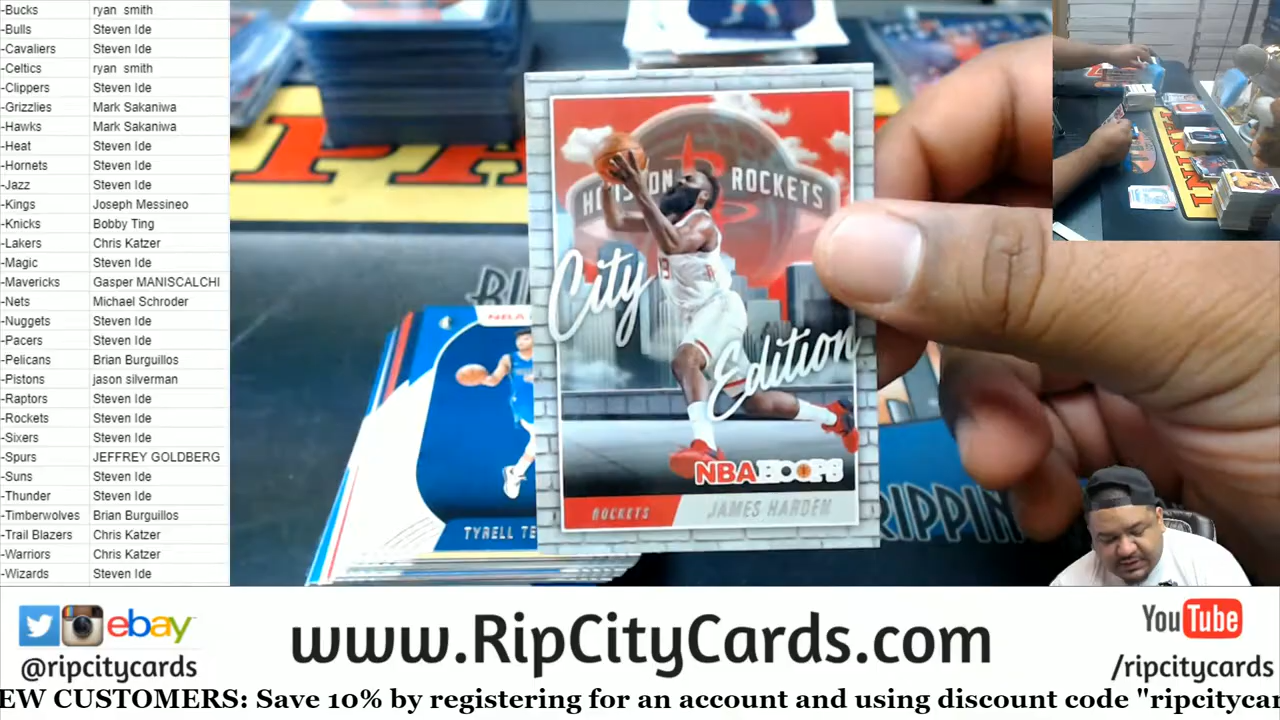 -Bucks ryan smith
-Bulls Steven Ide
-Cavaliers Steven Ide
-Celtics ryan smith
-Clippers Steven Ide
-Grizzlies Mark Sakaniwa
-Hawks Mark Sakaniwa
-Heat Steven Ide
-Hornets Steven Ide
-Jazz Steven Ide
-Kings Joseph Messineo
-Knicks Bobby Ting
-Lakers Chris Katzer
-Magic Steven Ide
-Mavericks Gasper MANISCALCHI
-Nets Michael Schroder
-Nuggets Steven Ide
-Pacers Steven Ide
-Pelicans Brian Burguillos
-Pistons jason silverman
-Raptors Steven Ide
-Rockets Steven Ide
-Sixers Steven Ide
-Spurs JEFFREY GOLDBERG
-Suns Steven Ide
-Thunder Steven Ide
-Timberwolves Brian Burguillos
-Trail Blazers Chris Katzer
-Warriors Chris Katzer
-Wizards Steven Ide
HOUSTON ROCKETS
City
Edition
NBA HOOPS
ROCKETS JAMES HARDEN
NBA
TYRELL TE
RIPPIN
ebay
@ripcitycards
www.RipCityCards.com
YouTube
/ripcitycards
EW CUSTOMERS: Save 10% by registering for an account and using discount code "ripcitycar